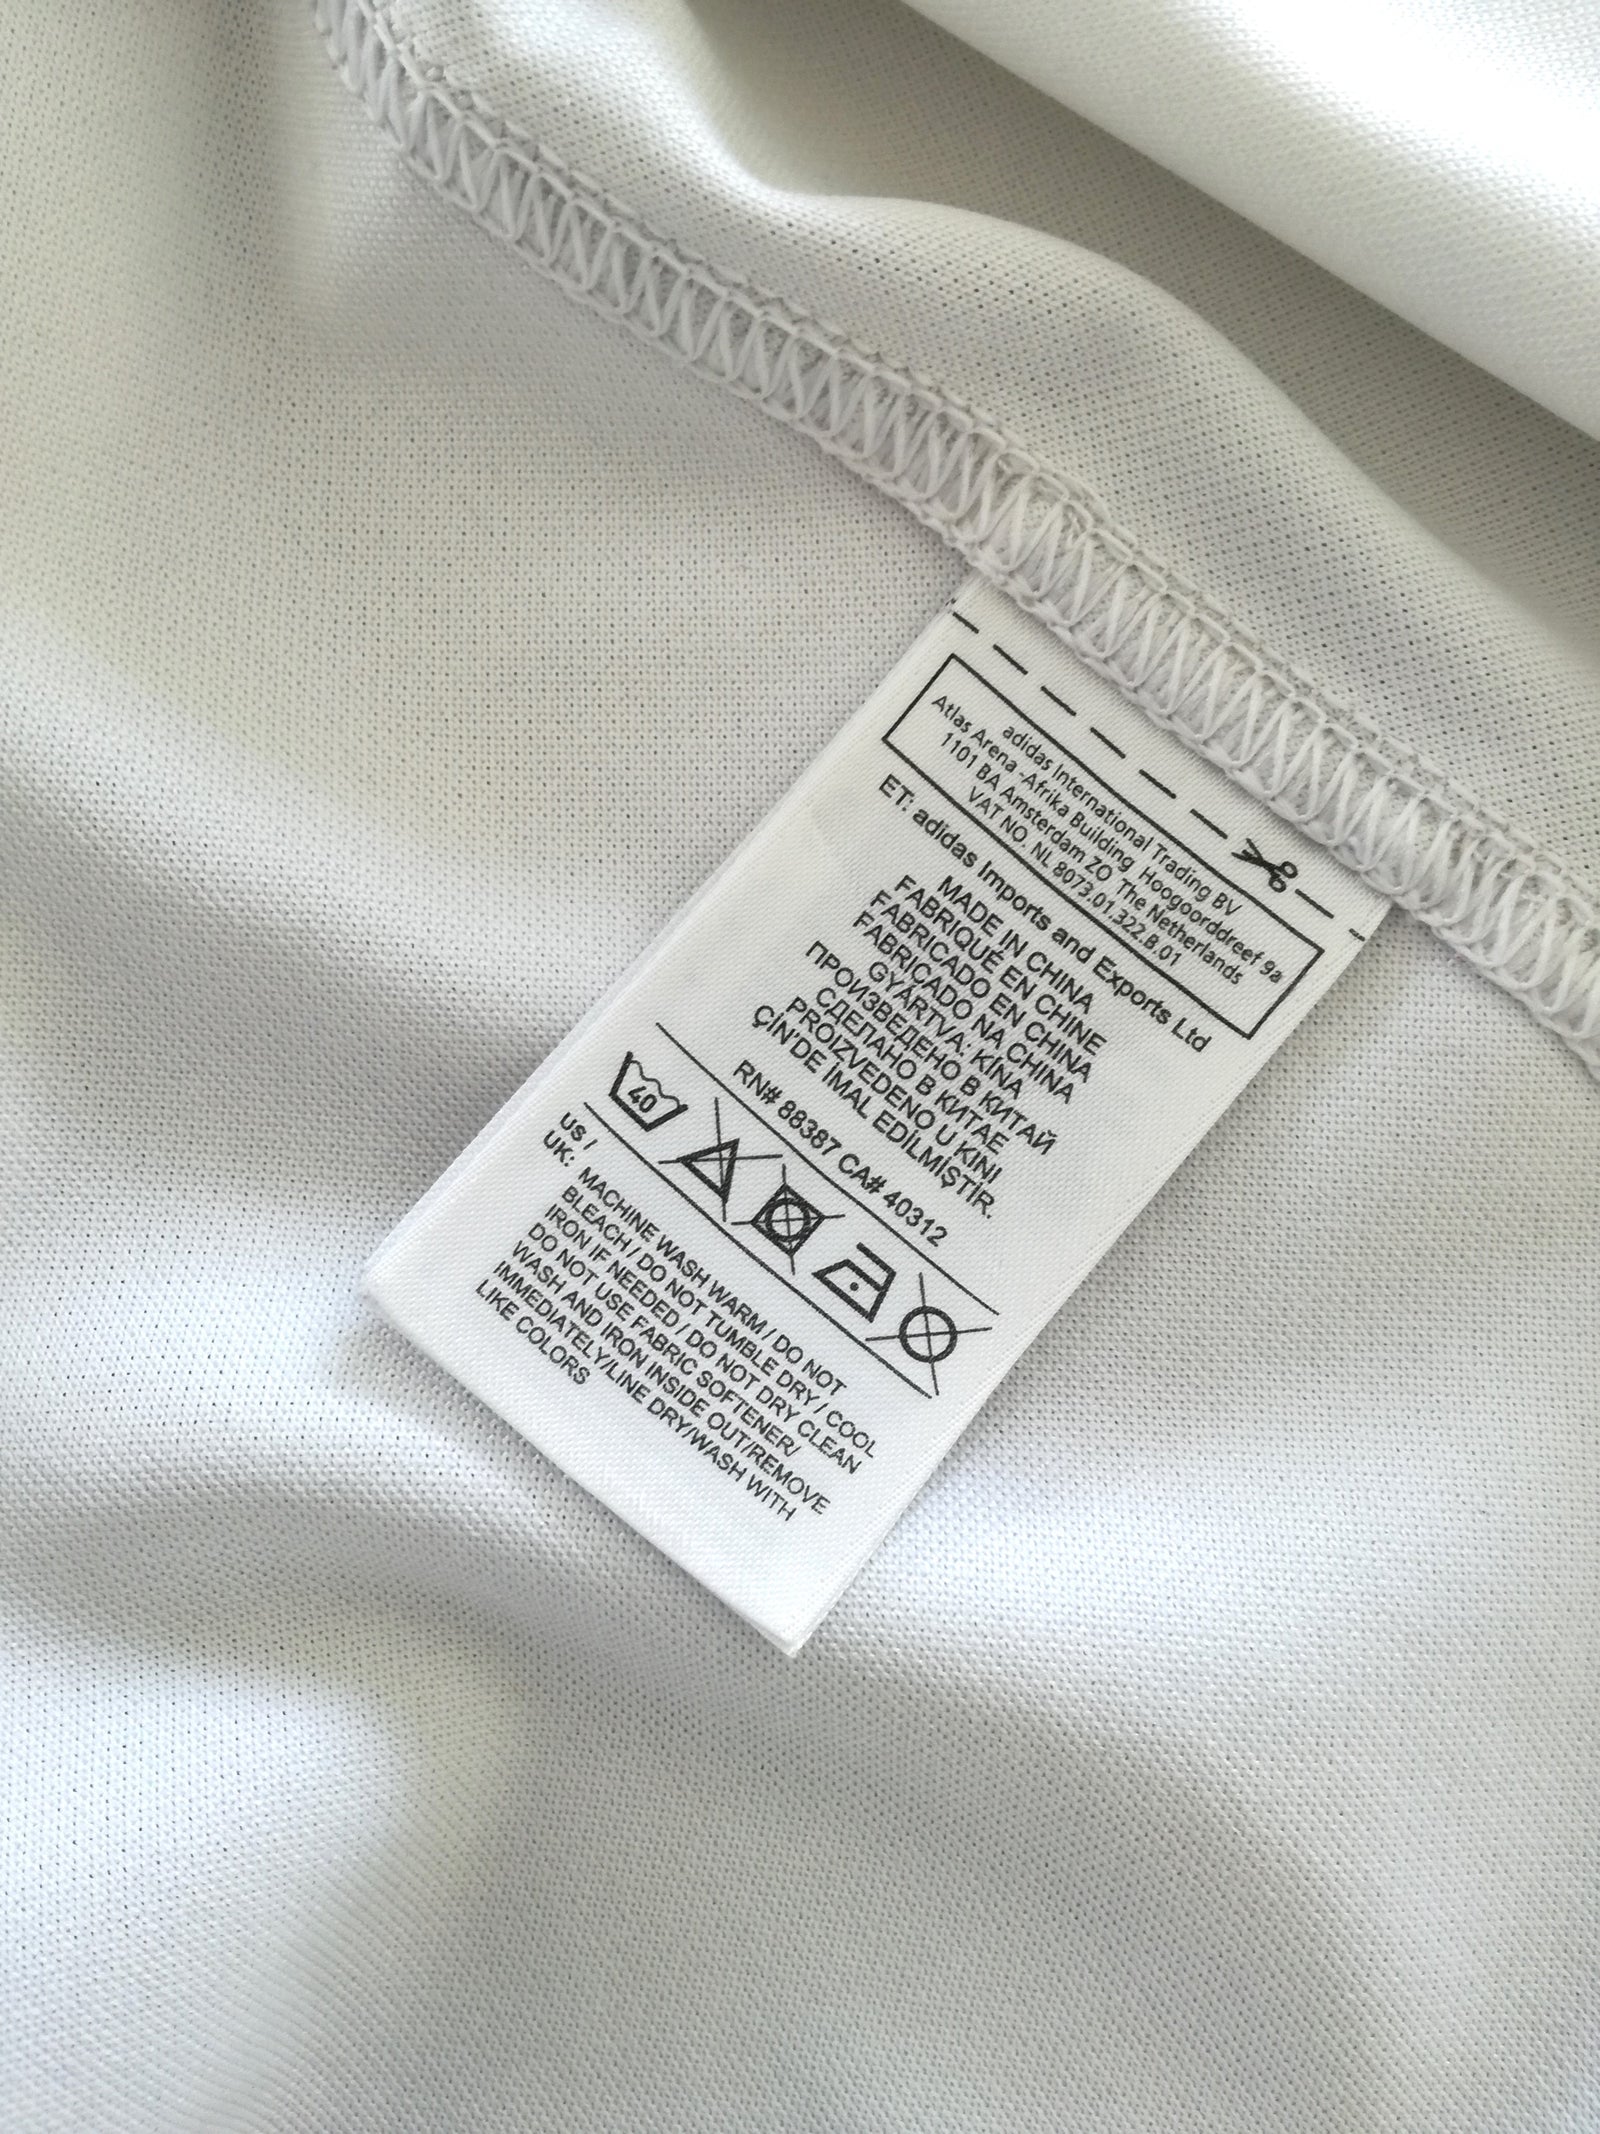 adidas International Trading BV
Atlas Arena -Afrika Building Hoogoorddreef 9a
1101 BA Amsterdam ZO The Netherlands
VAT NO. NL 8073.01.322.B.01
ET: adidas Imports and Exports Ltd
MADE IN CHINA
FABRIQUÉ EN CHINE
FABRICADO EN CHINA
FABRICADO NA CHINA
GYÁRTVA: KÍNA
ПРОИЗВЕДЕНО В КИТАЙ
СДЕЛАНО В КИТАЕ
PROIZVEDENO U KINI
ÇİN'DE İMAL EDİLMİŞTİR.
RN# 88387 CA# 40312
40
US /
UK: MACHINE WASH WARM / DO NOT
BLEACH / DO NOT TUMBLE DRY / COOL
IRON IF NEEDED / DO NOT DRY CLEAN
DO NOT USE FABRIC SOFTENER/
WASH AND IRON INSIDE OUT/REMOVE
IMMEDIATELY/LINE DRY/WASH WITH
LIKE COLORS